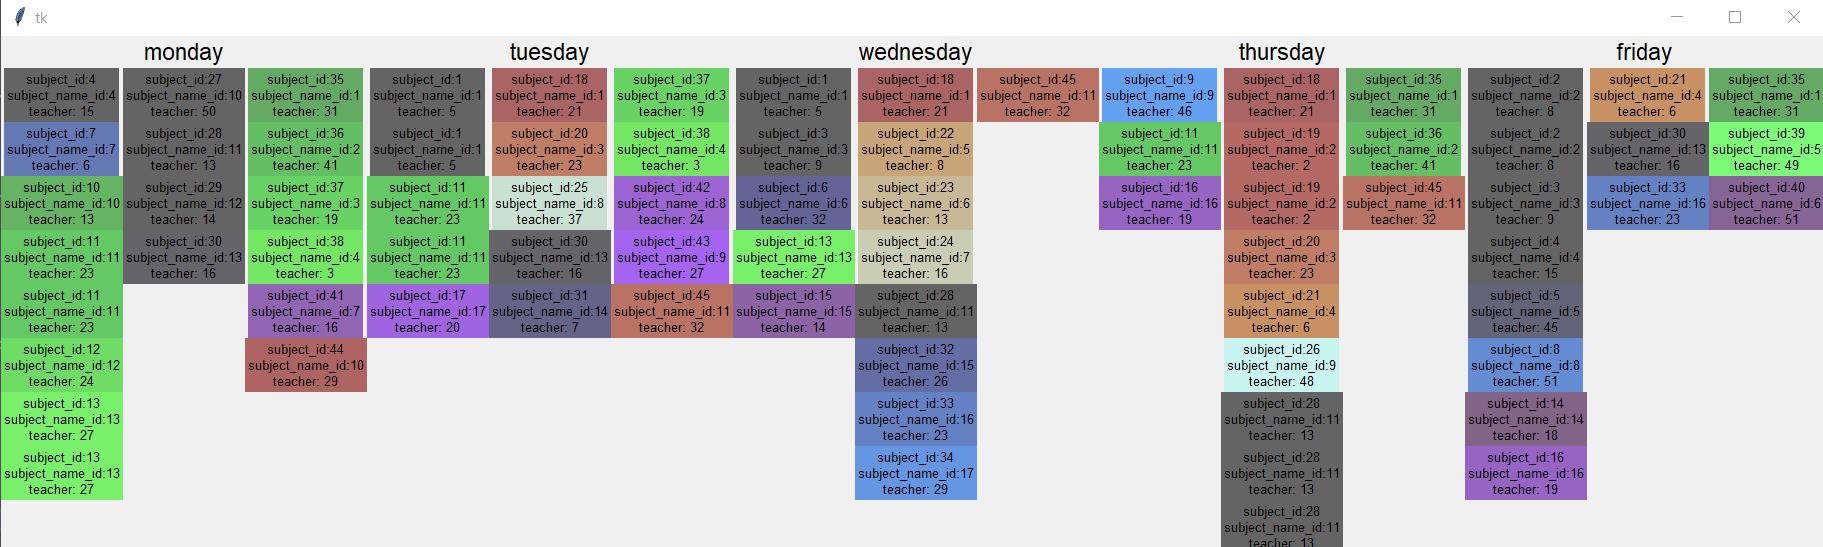 tk
monday
subject_id:4
subject_name_id:4
teacher: 15
subject_id:7
subject_name_id:7
teacher: 6
subject_id:10
subject_name_id:10
teacher: 13
subject_id:11
subject_name_id:11
teacher: 23
subject_id:11
subject_name_id:11
teacher: 23
subject_id:12
subject_name_id:12
teacher: 24
subject_id:13
subject_name_id:13
teacher: 27
subject_id:13
subject_name_id:13
teacher: 27
subject_id:27
subject_name_id:10
teacher: 50
subject_id:28
subject_name_id:11
teacher: 13
subject_id:29
subject_name_id:12
teacher: 14
subject_id:30
subject_name_id:13
teacher: 16
subject_id:35
subject_name_id:1
teacher: 31
subject_id:36
subject_name_id:2
teacher: 41
subject_id:37
subject_name_id:3
teacher: 19
subject_id:38
subject_name_id:4
teacher: 3
subject_id:41
subject_name_id:7
teacher: 16
subject_id:44
subject_name_id:10
teacher: 29
tuesday
subject_id:1
subject_name_id:1
teacher: 5
subject_id:1
subject_name_id:1
teacher: 5
subject_id:11
subject_name_id:11
teacher: 23
subject_id:11
subject_name_id:11
teacher: 23
subject_id:17
subject_name_id:17
teacher: 20
subject_id:18
subject_name_id:1
teacher: 21
subject_id:20
subject_name_id:3
teacher: 23
subject_id:25
subject_name_id:8
teacher: 37
subject_id:30
subject_name_id:13
teacher: 16
subject_id:31
subject_name_id:14
teacher: 7
subject_id:37
subject_name_id:3
teacher: 19
subject_id:38
subject_name_id:4
teacher: 3
subject_id:42
subject_name_id:8
teacher: 24
subject_id:43
subject_name_id:9
teacher: 27
subject_id:45
subject_name_id:11
teacher: 32
wednesday
subject_id:1
subject_name_id:1
teacher: 5
subject_id:3
subject_name_id:3
teacher: 9
subject_id:6
subject_name_id:6
teacher: 32
subject_id:13
subject_name_id:13
teacher: 27
subject_id:15
subject_name_id:15
teacher: 14
subject_id:18
subject_name_id:1
teacher: 21
subject_id:22
subject_name_id:5
teacher: 8
subject_id:23
subject_name_id:6
teacher: 13
subject_id:24
subject_name_id:7
teacher: 16
subject_id:28
subject_name_id:11
teacher: 13
subject_id:32
subject_name_id:15
teacher: 26
subject_id:33
subject_name_id:16
teacher: 23
subject_id:34
subject_name_id:17
teacher: 29
subject_id:45
subject_name_id:11
teacher: 32
thursday
subject_id:9
subject_name_id:9
teacher: 46
subject_id:11
subject_name_id:11
teacher: 23
subject_id:16
subject_name_id:16
teacher: 19
subject_id:18
subject_name_id:1
teacher: 21
subject_id:19
subject_name_id:2
teacher: 2
subject_id:19
subject_name_id:2
teacher: 2
subject_id:20
subject_name_id:3
teacher: 23
subject_id:21
subject_name_id:4
teacher: 6
subject_id:26
subject_name_id:9
teacher: 48
subject_id:28
subject_name_id:11
teacher: 13
subject_id:28
subject_name_id:11
teacher: 13
subject_id:28
subject_name_id:11
teacher: 13
subject_id:35
subject_name_id:1
teacher: 31
subject_id:36
subject_name_id:2
teacher: 41
subject_id:45
subject_name_id:11
teacher: 32
friday
subject_id:2
subject_name_id:2
teacher: 8
subject_id:2
subject_name_id:2
teacher: 8
subject_id:3
subject_name_id:3
teacher: 9
subject_id:4
subject_name_id:4
teacher: 15
subject_id:5
subject_name_id:5
teacher: 45
subject_id:8
subject_name_id:8
teacher: 51
subject_id:14
subject_name_id:14
teacher: 18
subject_id:16
subject_name_id:16
teacher: 19
subject_id:21
subject_name_id:4
teacher: 6
subject_id:30
subject_name_id:13
teacher: 16
subject_id:33
subject_name_id:16
teacher: 23
subject_id:35
subject_name_id:1
teacher: 31
subject_id:39
subject_name_id:5
teacher: 49
subject_id:40
subject_name_id:6
teacher: 51